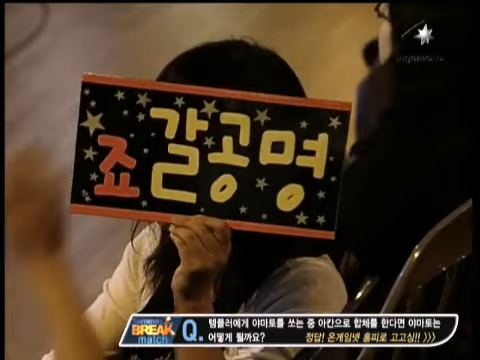 죠갈공명
BREAK
match
Q. 템플러에게 야마토를 쏘는 중 아칸으로 합체를 한다면 야마토는
어떻게 될까요? 정답! 온게임넷 홈피로 고고싱!! >>>